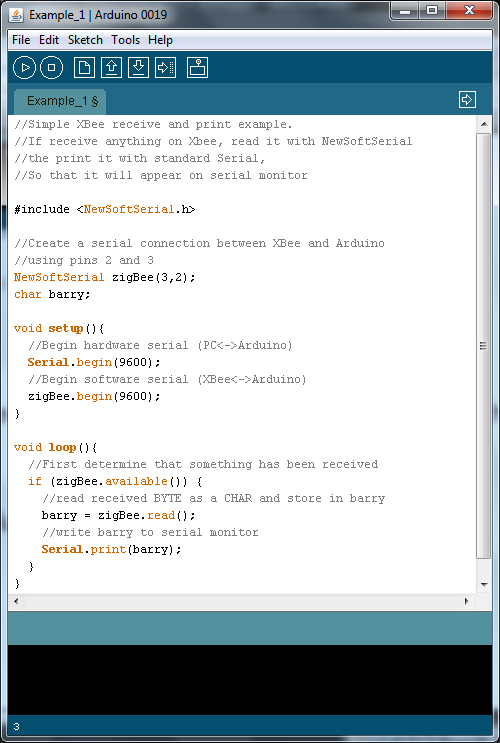 Example_1 | Arduino 0019
File Edit Sketch Tools Help
Example_1 §
//Simple XBee receive and print example.
//If receive anything on Xbee, read it with NewSoftSerial
//the print it with standard Serial,
//So that it will appear on serial monitor
#include <NewSoftSerial.h>
//Create a serial connection between XBee and Arduino
//using pins 2 and 3
NewSoftSerial zigBee(3,2);
char barry;
void setup(){
//Begin hardware serial (PC<->Arduino)
Serial.begin(9600);
//Begin software serial (XBee<->Arduino)
zigBee.begin(9600);
}
void loop(){
//First determine that something has been received
if (zigBee.available()) {
//read received BYTE as a CHAR and store in barry
barry = zigBee.read();
//write barry to serial monitor
Serial.print(barry);
}
}
3